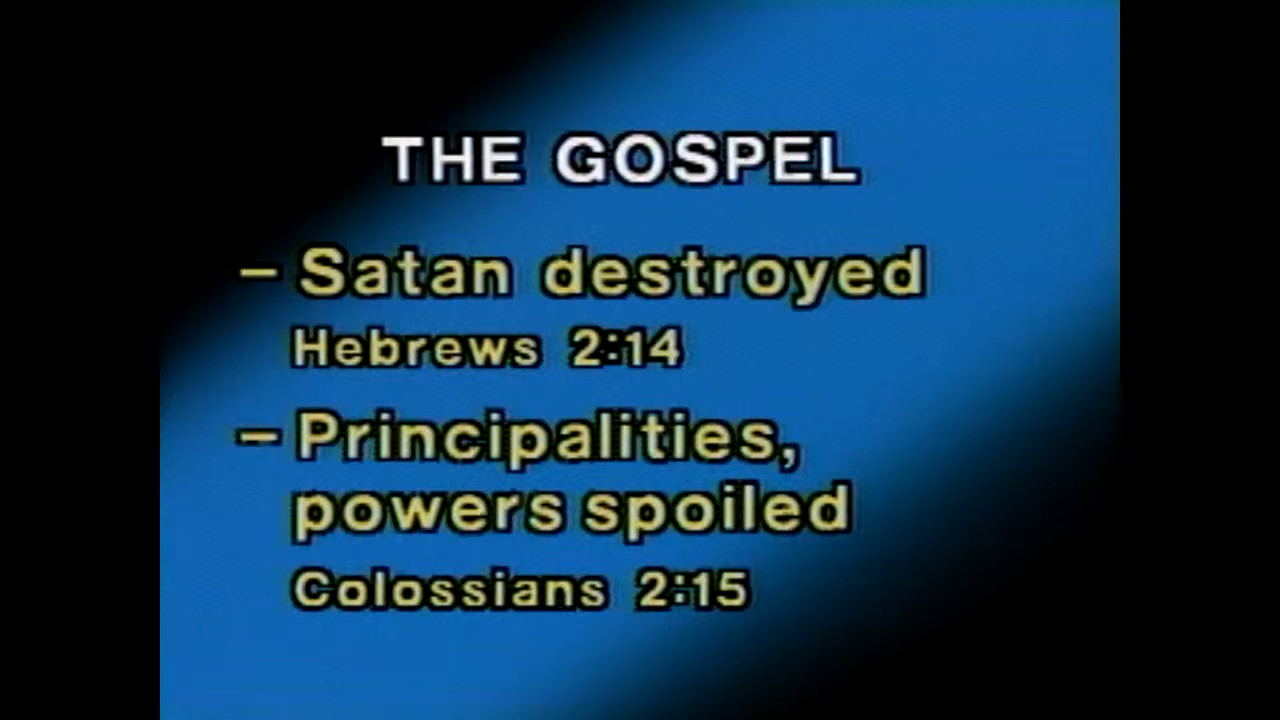 THE GOSPEL
– Satan destroyed
Hebrews 2:14
– Principalities,
powers spoiled
Colossians 2:15